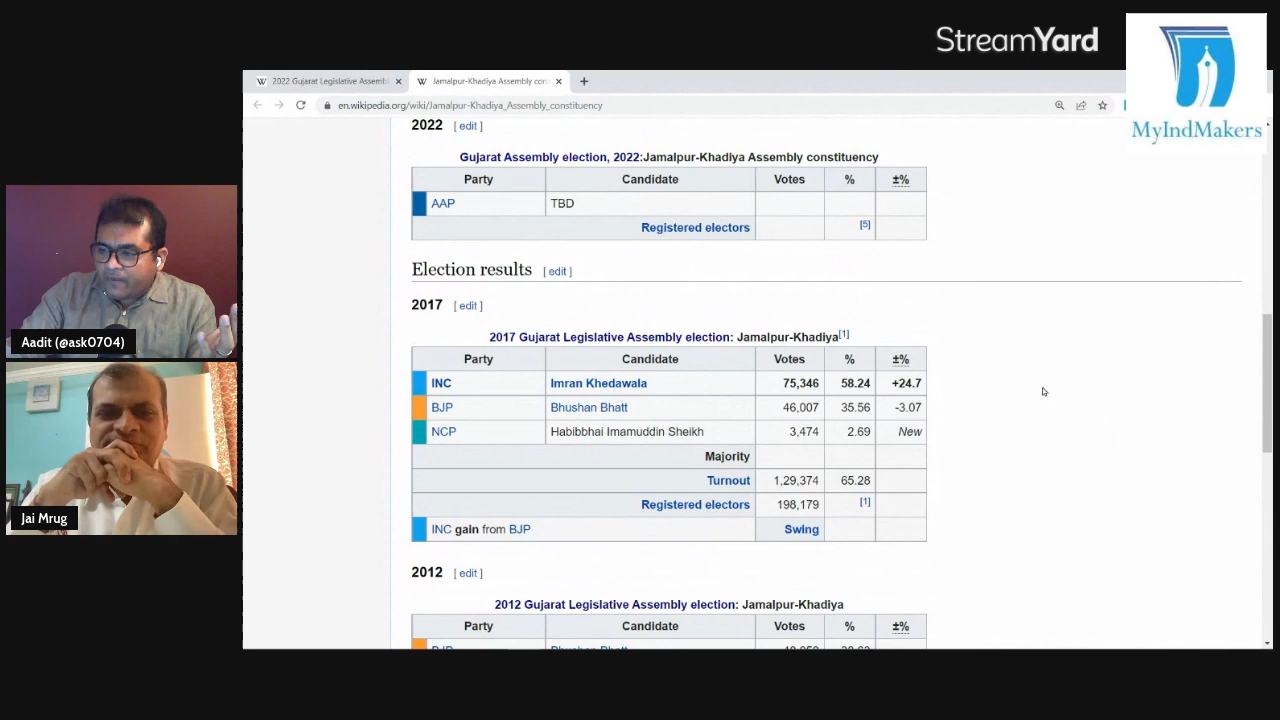 StreamYard
MyIndMakers
2022 Gujarat Legislative Assembl
Jamalpur-Khadiya Assembly con
en.wikipedia.org/wiki/Jamalpur-Khadiya_Assembly_constituency
2022 [ edit ]
Gujarat Assembly election, 2022:Jamalpur-Khadiya Assembly constituency
Party Candidate Votes % ±%
AAP TBD
Registered electors [5]
Election results [ edit ]
2017 [ edit ]
2017 Gujarat Legislative Assembly election: Jamalpur-Khadiya[1]
Party Candidate Votes % ±%
INC Imran Khedawala 75,346 58.24 +24.7
BJP Bhushan Bhatt 46,007 35.56 -3.07
NCP Habibbhai Imamuddin Sheikh 3,474 2.69 New
Majority
Turnout 1,29,374 65.28
Registered electors 198,179 [1]
INC gain from BJP Swing
2012 [ edit ]
2012 Gujarat Legislative Assembly election: Jamalpur-Khadiya
Party Candidate Votes % ±%
Aadit (@ask0704)
Jai Mrug